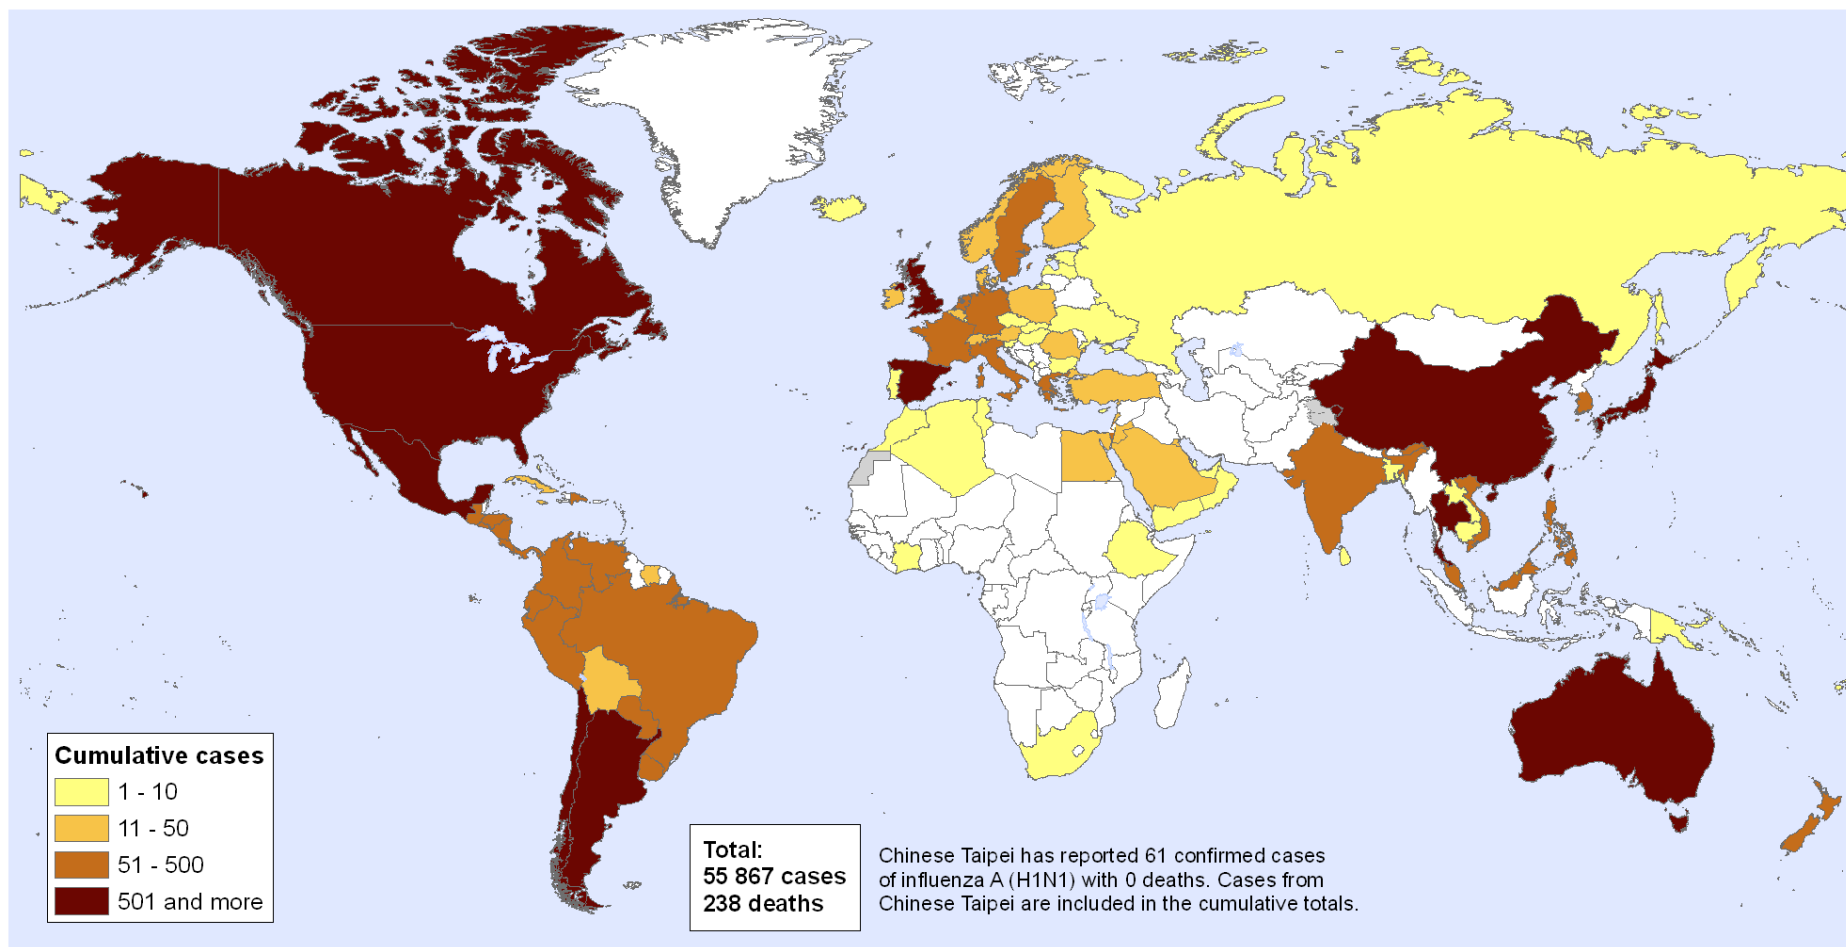 Cumulative cases
1 - 10
11 - 50
51 - 500
501 and more
Total:
55 867 cases
238 deaths
Chinese Taipei has reported 61 confirmed cases
of influenza A (H1N1) with 0 deaths. Cases from
Chinese Taipei are included in the cumulative totals.